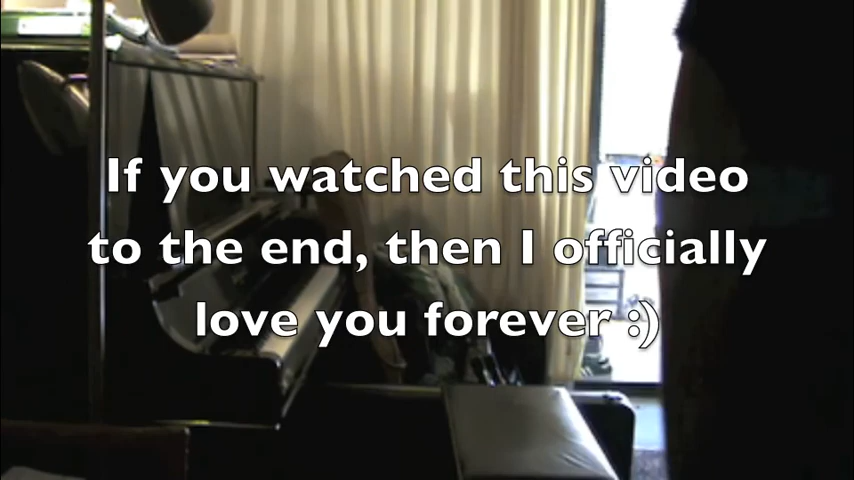 If you watched this video
to the end, then I officially
love you forever :)